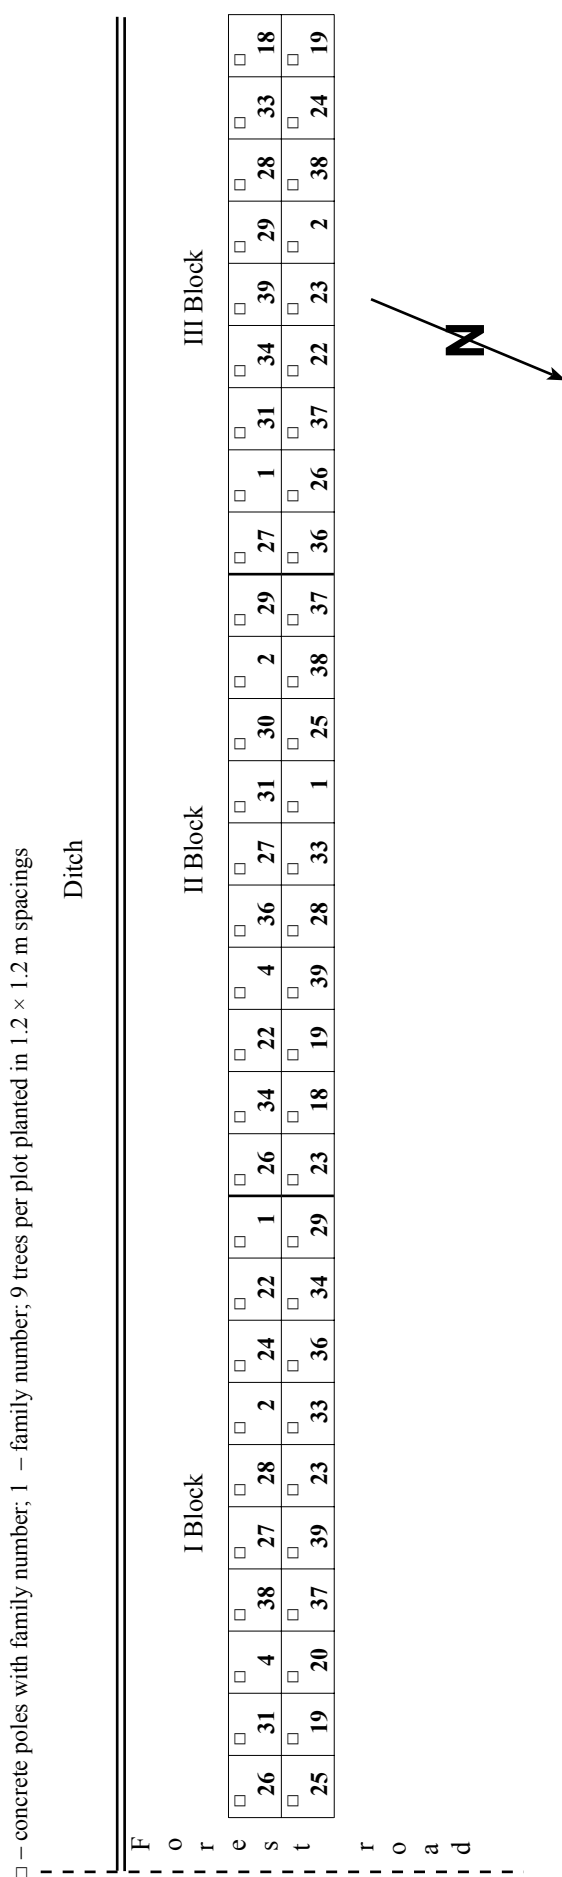 □ – concrete poles with family number; 1 – family number; 9 trees per plot planted in 1.2 × 1.2 m spacings
Ditch
Forest road
I Block II Block III Block
26 31 4 38 27 28 2 24 22 1 26 34 22 4 36 27 31 30 2 29 27 1 31 34 39 29 28 33 18
25 19 20 37 39 23 33 36 34 29 23 18 19 39 28 33 1 25 38 37 36 26 37 22 23 2 38 24 19
N